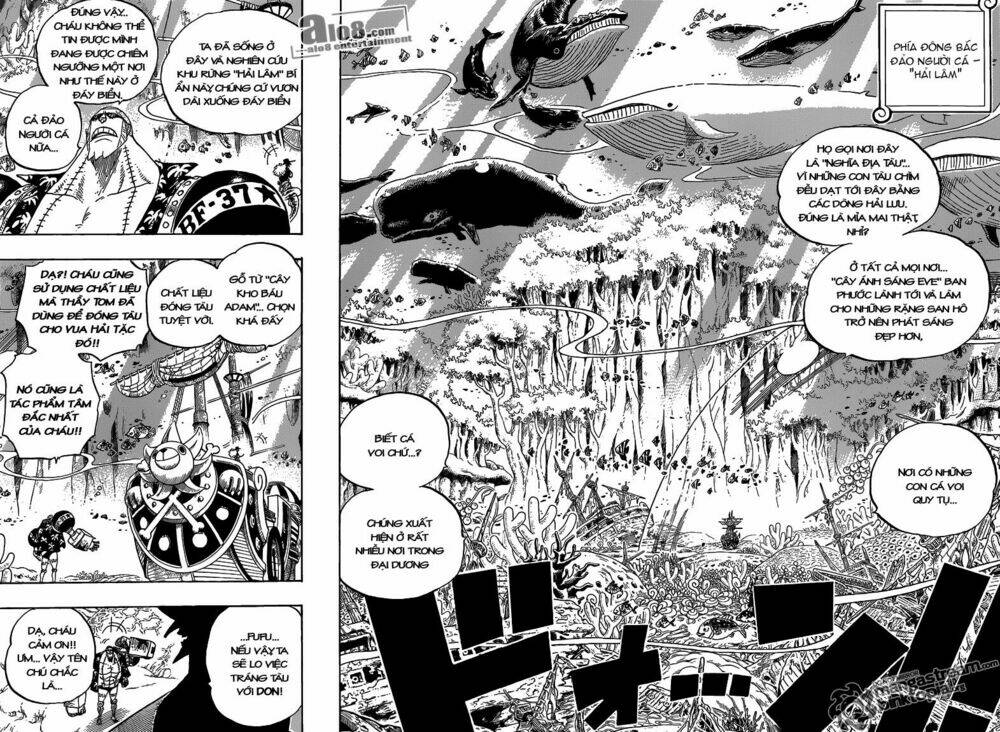 PHÍA ĐÔNG BẮC
ĐẢO NGƯỜI CÁ -
"HẢI LÂM"
HỌ GỌI NƠI ĐÂY
LÀ "NGHĨA ĐỊA TÀU"...
VÌ NHỮNG CON TÀU CHÌM
ĐỀU DẠT TỚI ĐÂY BẰNG
CÁC DÒNG HẢI LƯU.
ĐÚNG LÀ MỈA MAI THẬT,
NHỈ?
Ở TẤT CẢ MỌI NƠI...
"CÂY ÁNH SÁNG EVE" BAN
PHƯỚC LÀNH TỚI VÀ LÀM
CHO NHỮNG RẶNG SAN HÔ
TRỞ NÊN PHÁT SÁNG
ĐẸP HƠN,
NƠI CÓ NHỮNG
CON CÁ VOI
QUY TỤ...
BIẾT CÁ
VOI CHỨ...?
CHÚNG XUẤT
HIỆN Ở RẤT
NHIỀU NƠI TRONG
ĐẠI DƯƠNG
ドォン!!
alo8.com
alo8 entertainment
TA ĐÃ SỐNG Ở
ĐÂY VÀ NGHIÊN CỨU
KHU RỪNG "HẢI LÂM" BÍ
ẨN NÀY, CHÚNG CỨ VƯƠN
DÀI XUỐNG ĐÁY BIỂN
ĐÚNG VẬY...
CHÁU KHÔNG THỂ
TIN ĐƯỢC MÌNH
ĐANG ĐƯỢC CHIÊM
NGƯỠNG MỘT NƠI
NHƯ THẾ NÀY Ở
ĐÁY BIỂN.
CẢ ĐẢO
NGƯỜI CÁ
NỮA...
BF-37★
GỖ TỪ "CÂY
KHO BÁU
ADAM"... CHỌN
KHÁ ĐẤY
CHẤT LIỆU
ĐÓNG TÀU
TUYỆT VỜI.
DẠ?! CHÁU CŨNG
SỬ DỤNG CHẤT LIỆU
MÀ THẦY TOM ĐÃ
DÙNG ĐỂ ĐÓNG TÀU
CHO VUA HẢI TẶC
ĐÓ!!
NÓ CŨNG LÀ
TÁC PHẨM TÂM
ĐẮC NHẤT
CỦA CHÁU!!
...FUFU...
NẾU VẬY TA
SẼ LO VIỆC
TRÁNG TÀU
VỚI DON!
DẠ, CHÁU
CẢM ƠN!!
ƯM... VẬY TÊN
CHÚ CHẮC
LÀ...